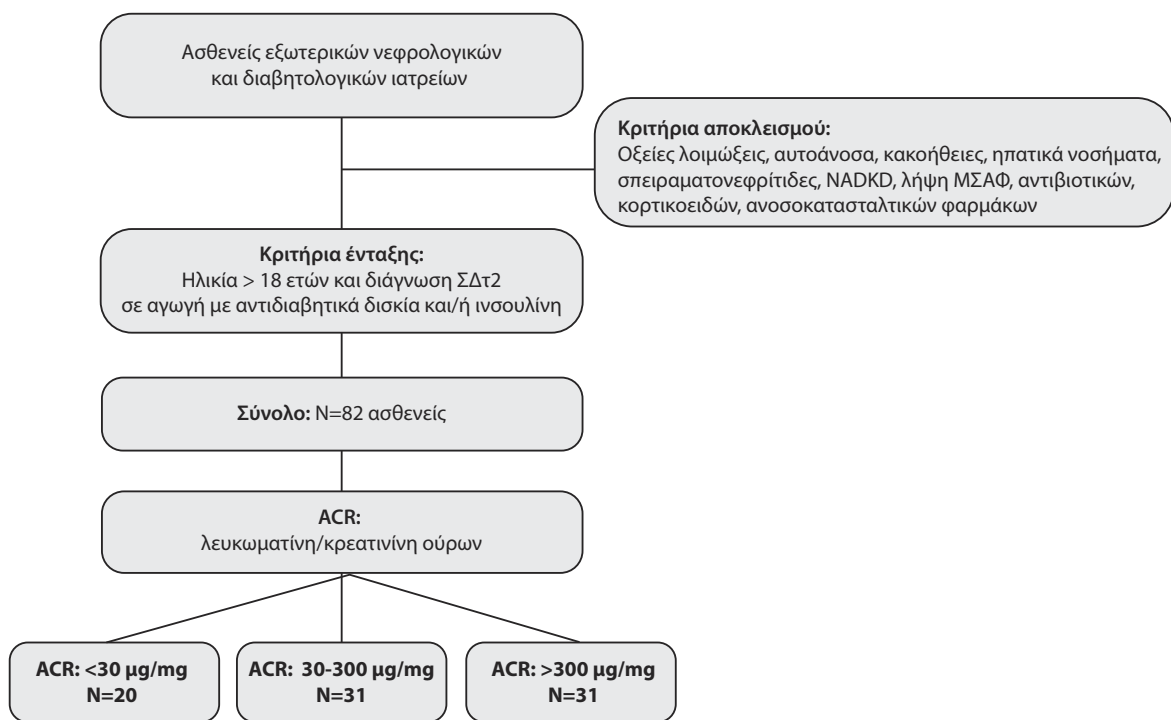 Ασθενείς εξωτερικών νεφρολογικών
και διαβητολογικών ιατρείων
Κριτήρια αποκλεισμού:
Οξείες λοιμώξεις, αυτοάνοσα, κακοήθειες, ηπατικά νοσήματα,
σπειραματονεφρίτιδες, NADKD, λήψη ΜΣΑΦ, αντιβιοτικών,
κορτικοειδών, ανοσοκατασταλτικών φαρμάκων
Κριτήρια ένταξης:
Ηλικία > 18 ετών και διάγνωση ΣΔτ2
σε αγωγή με αντιδιαβητικά δισκία και/ή ινσουλίνη
Σύνολο: N=82 ασθενείς
ACR:
λευκωματίνη/κρεατινίνη ούρων
ACR: <30 μg/mg
N=20
ACR: 30-300 μg/mg
N=31
ACR: >300 μg/mg
N=31